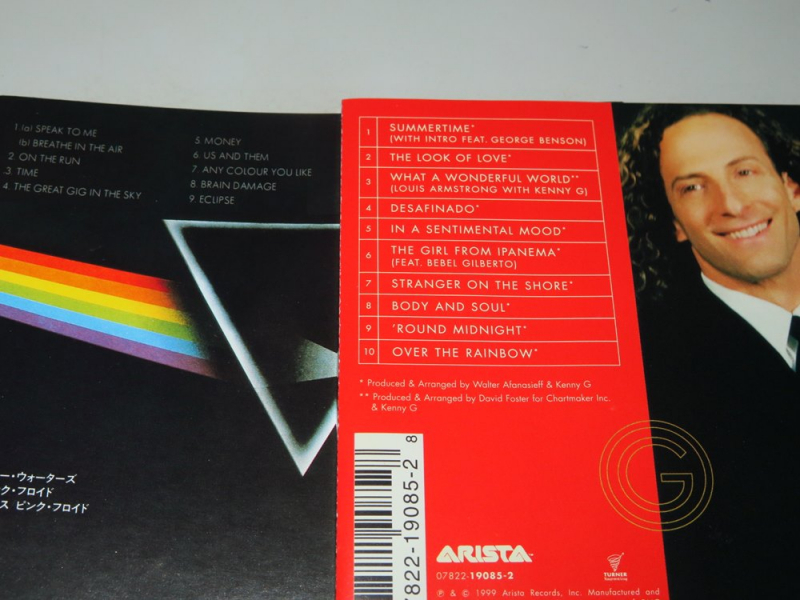 1.(a) SPEAK TO ME
(b) BREATHE IN THE AIR
2. ON THE RUN
3. TIME
4. THE GREAT GIG IN THE SKY
5. MONEY
6. US AND THEM
7. ANY COLOUR YOU LIKE
8. BRAIN DAMAGE
9. ECLIPSE
ー・ウォーターズ
ク・フロイド
ス ピンク・フロイド
1 SUMMERTIME*
(WITH INTRO FEAT. GEORGE BENSON)
2 THE LOOK OF LOVE*
3 WHAT A WONDERFUL WORLD**
(LOUIS ARMSTRONG WITH KENNY G)
4 DESAFINADO*
5 IN A SENTIMENTAL MOOD*
6 THE GIRL FROM IPANEMA*
(FEAT. BEBEL GILBERTO)
7 STRANGER ON THE SHORE*
8 BODY AND SOUL*
9 'ROUND MIDNIGHT*
10 OVER THE RAINBOW*
* Produced & Arranged by Walter Afanasieff & Kenny G
** Produced & Arranged by David Foster for Chartmaker Inc.
& Kenny G
7822-19085-2 8
ARISTA
07822-19085-2
TURNER
℗ & © 1999 Arista Records, Inc. Manufactured and
G